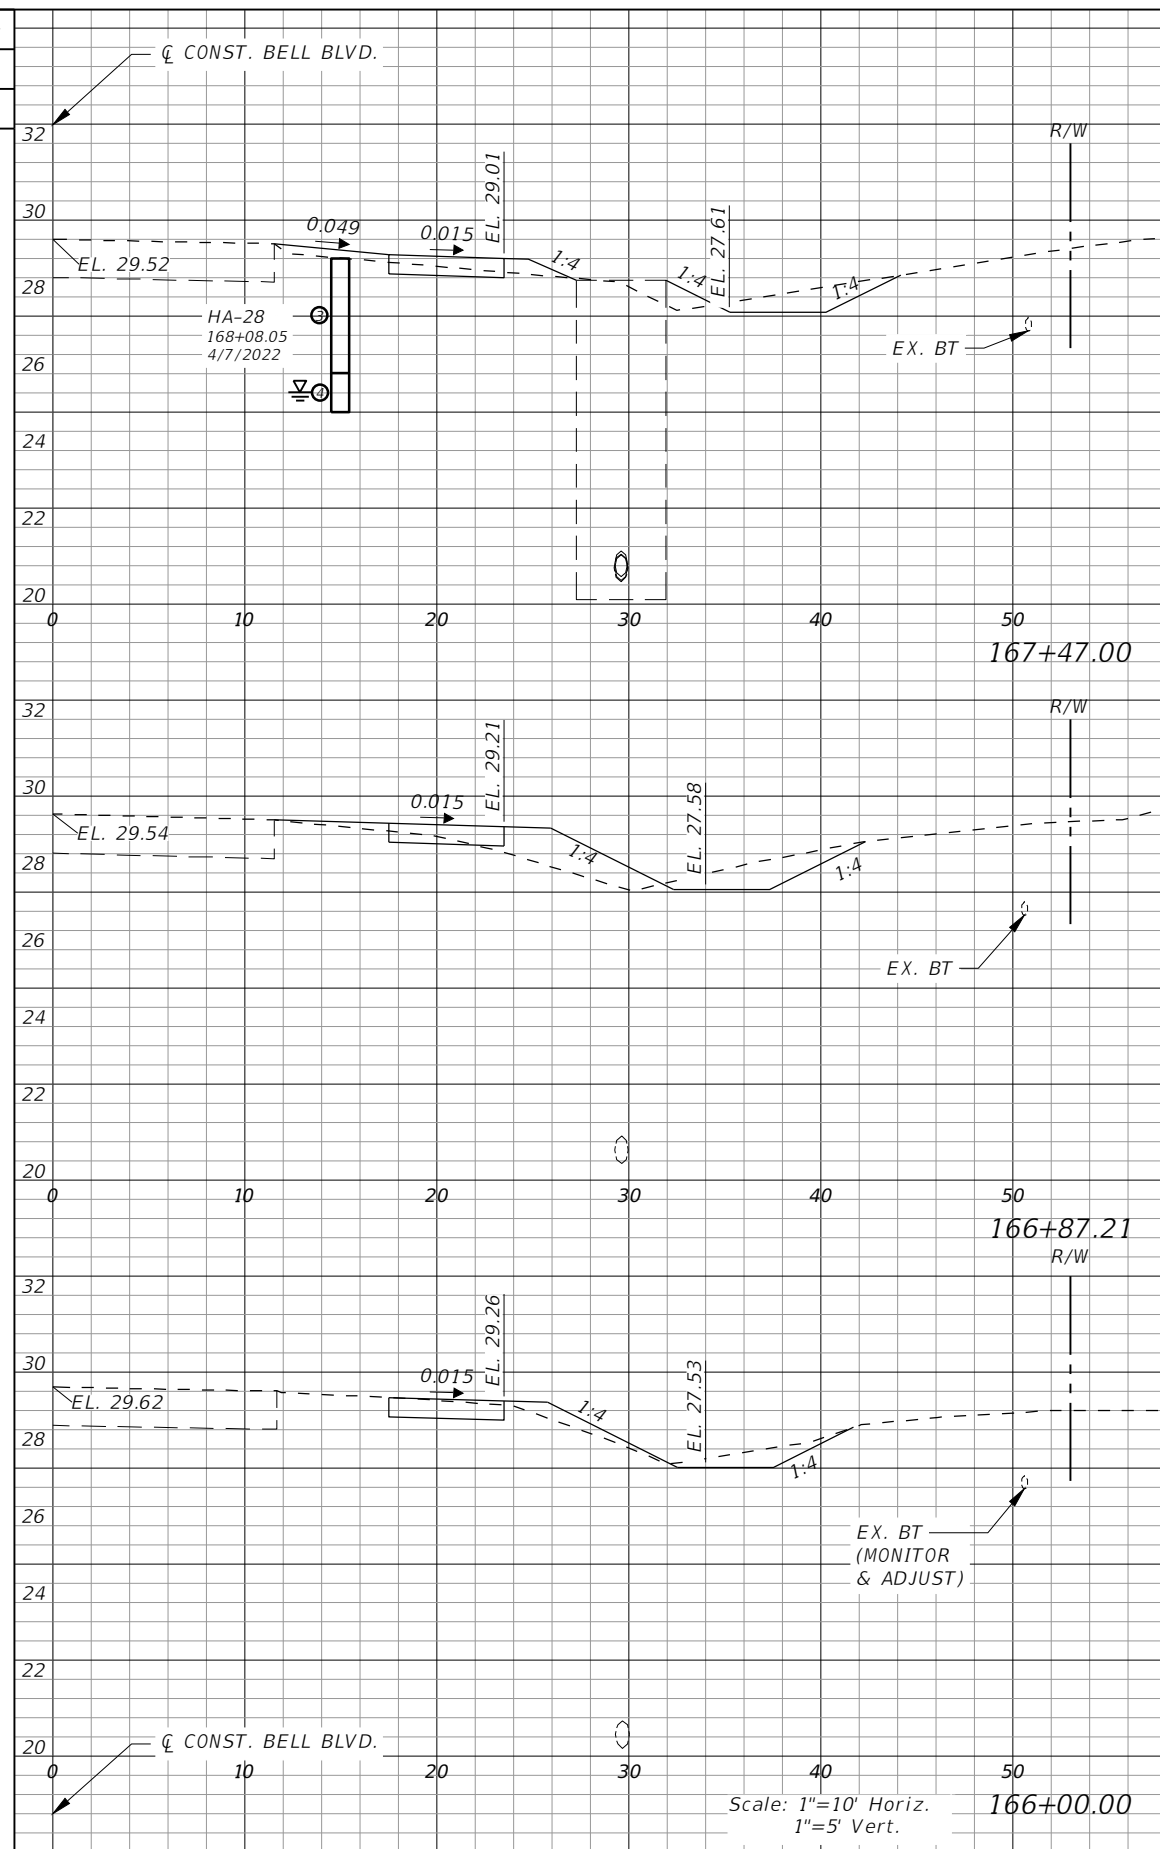 ℄ CONST. BELL BLVD.
32
R/W
EL. 29.01
30
0.049
0.015
EL. 27.61
1:4
1:4
EL. 29.52
28
1:4
HA-28
3
168+08.05
4/7/2022
EX. BT
26
4
24
22
20
0 10 20 30 40 50
167+47.00
32
R/W
EL. 29.21
30
0.015
EL. 27.58
EL. 29.54
28
1:4
1:4
26
EX. BT
24
22
20
0 10 20 30 40 50
166+87.21
R/W
32
EL. 29.26
30
0.015
EL. 27.53
EL. 29.62
1:4
28
1:4
26
EX. BT
(MONITOR
& ADJUST)
24
22
20
℄ CONST. BELL BLVD.
0 10 20 30 40 50
Scale: 1"=10' Horiz.
1"=5' Vert.
166+00.00